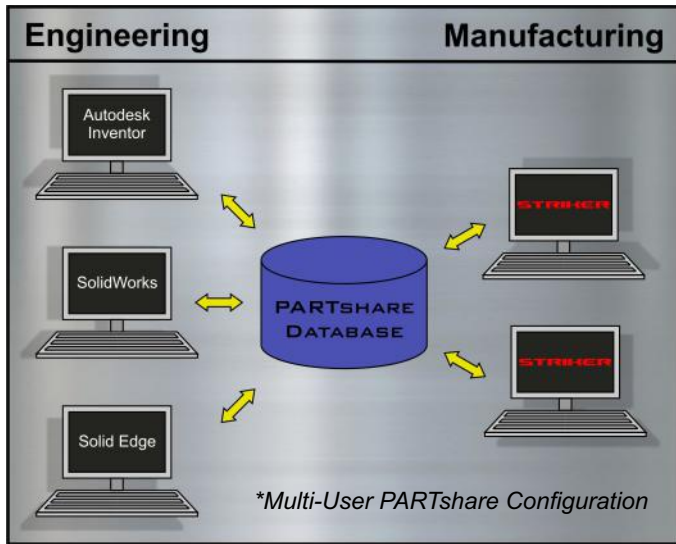 Engineering
Manufacturing
Autodesk
Inventor
SolidWorks
Solid Edge
PARTSHARE
DATABASE
STRIKER
STRIKER
*Multi-User PARTshare Configuration